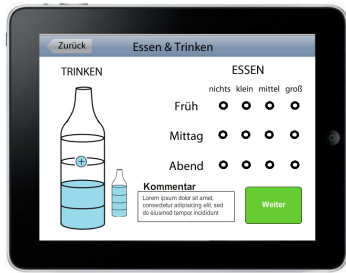 Zurück
Essen & Trinken
TRINKEN
ESSEN
nichts klein mittel groß
Früh
Mittag
Abend
Kommentar
Lorem ipsum dolor sit amet,
consectetur adipisicing elit, sed
do eiusmod tempor incididunt
Weiter